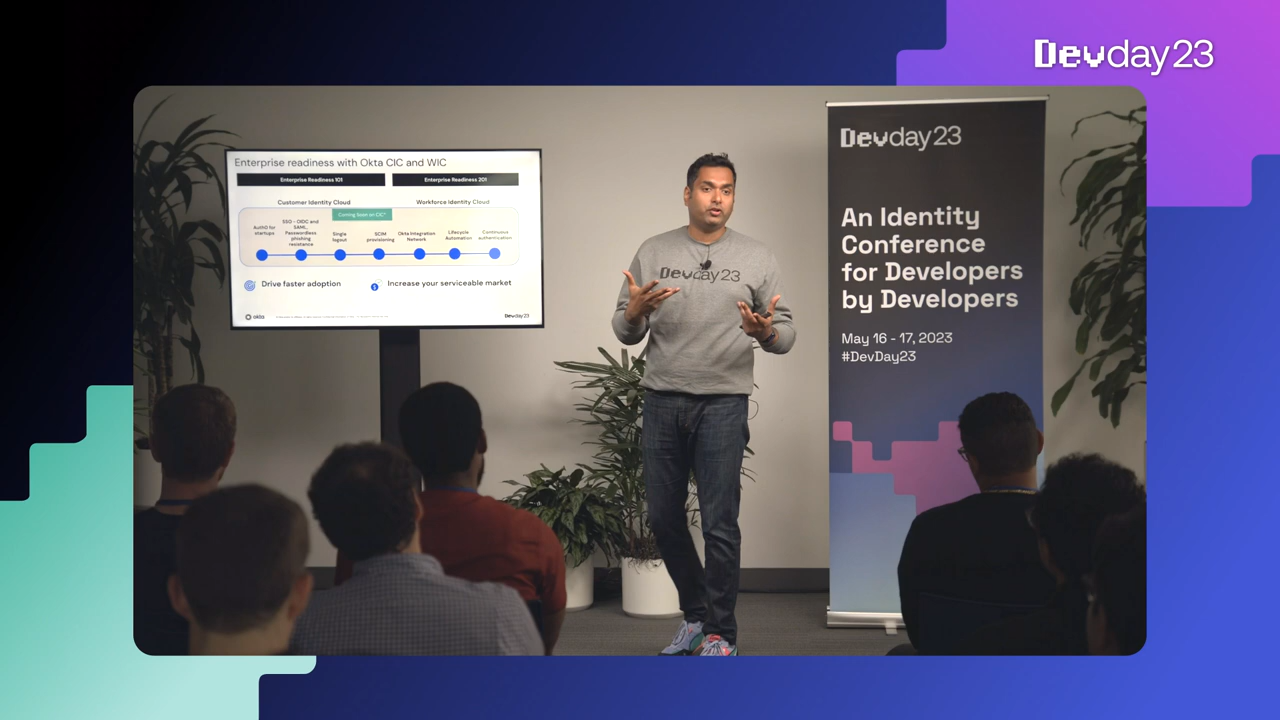 Devday23
Enterprise readiness with Okta CIC and WIC
Enterprise Readiness 101
Enterprise Readiness 201
Customer Identity Cloud
Workforce Identity Cloud
Coming Soon on CIC*
Auth0 for
startups
SSO - OIDC and
SAML,
Passwordless
phishing
resistance
Single
logout
SCIM
provisioning
Okta Integration
Network
Lifecycle
Automation
Continuous
authentication
Drive faster adoption
Increase your serviceable market
okta
Devday23
Devday23
Devday23
An Identity
Conference
for Developers
by Developers
May 16 - 17, 2023
#DevDay23